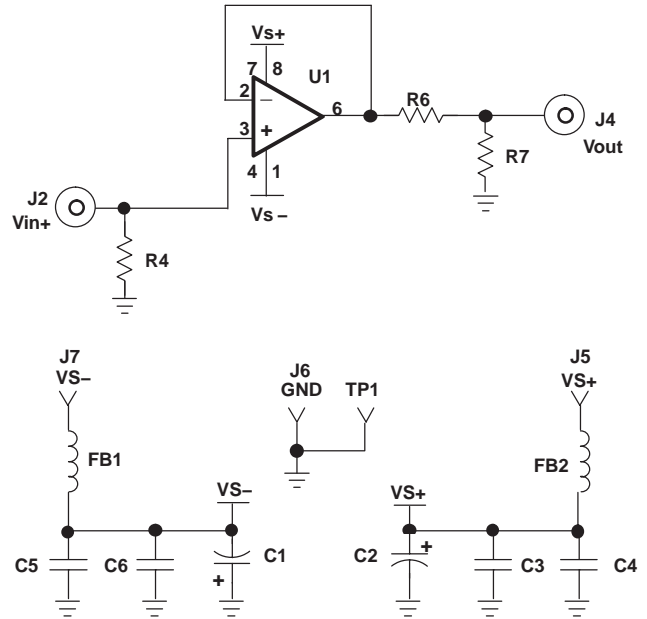 Vs+
7 8 U1
2 –
6 R6
3 + J4
R7 Vout
4 1
J2 Vs–
Vin+
R4
J7 J6 J5
VS– GND TP1 VS+
FB1 FB2
VS– VS+
C5 C6 C1 C2 + C3 C4
+